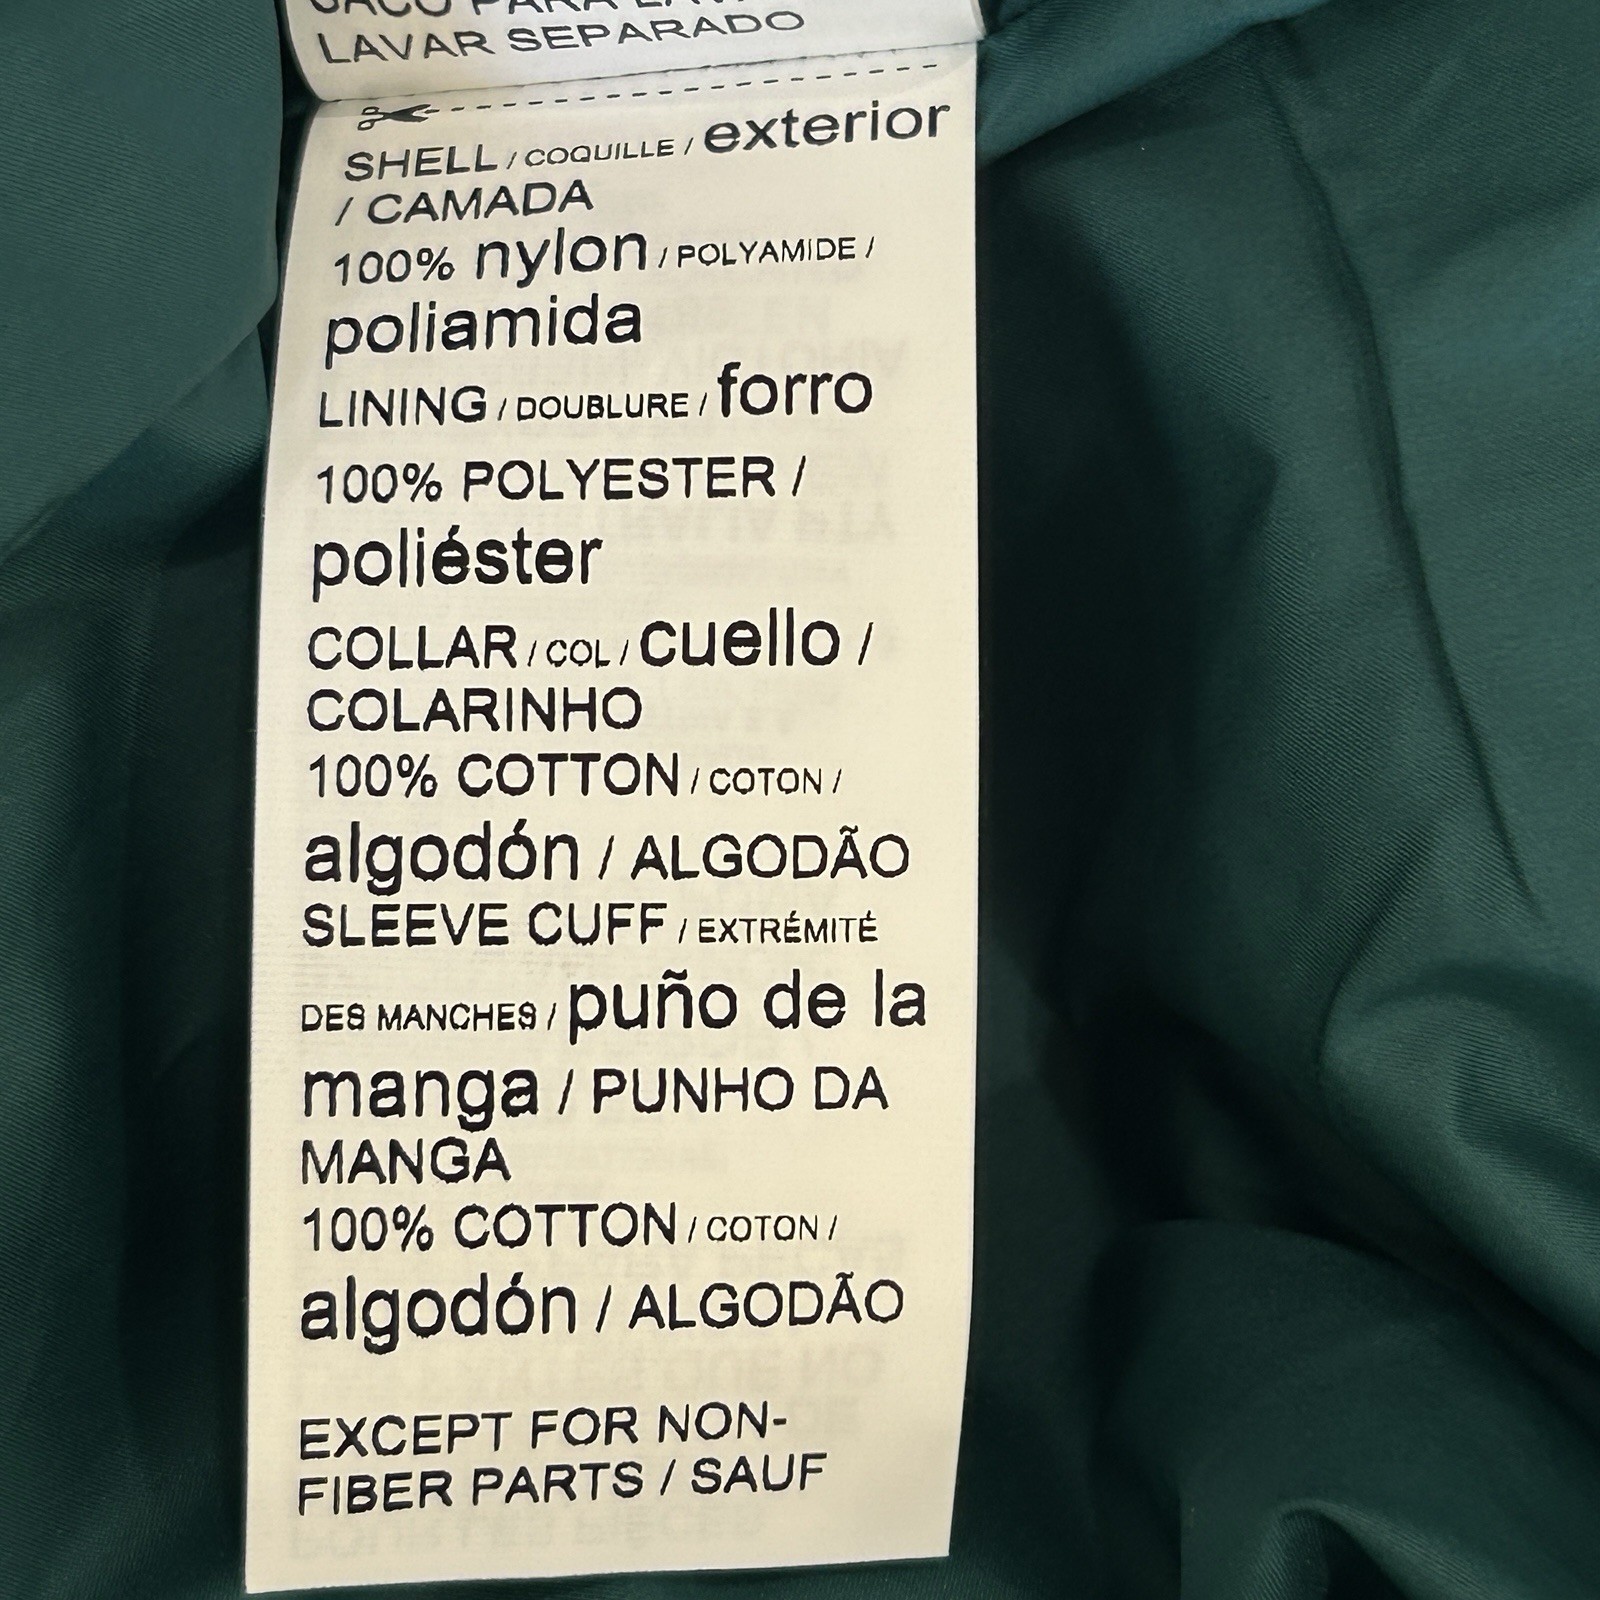 SACO PARA
LAVAR SEPARADO
SHELL / COQUILLE / exterior
/ CAMADA
100% nylon / POLYAMIDE /
poliamida
LINING / DOUBLURE / forro
100% POLYESTER /
poliéster
COLLAR / COL / cuello /
COLARINHO
100% COTTON / COTON /
algodón / ALGODÃO
SLEEVE CUFF / EXTRÉMITÉ
DES MANCHES / puño de la
manga / PUNHO DA
MANGA
100% COTTON / COTON /
algodón / ALGODÃO
EXCEPT FOR NON-
FIBER PARTS / SAUF